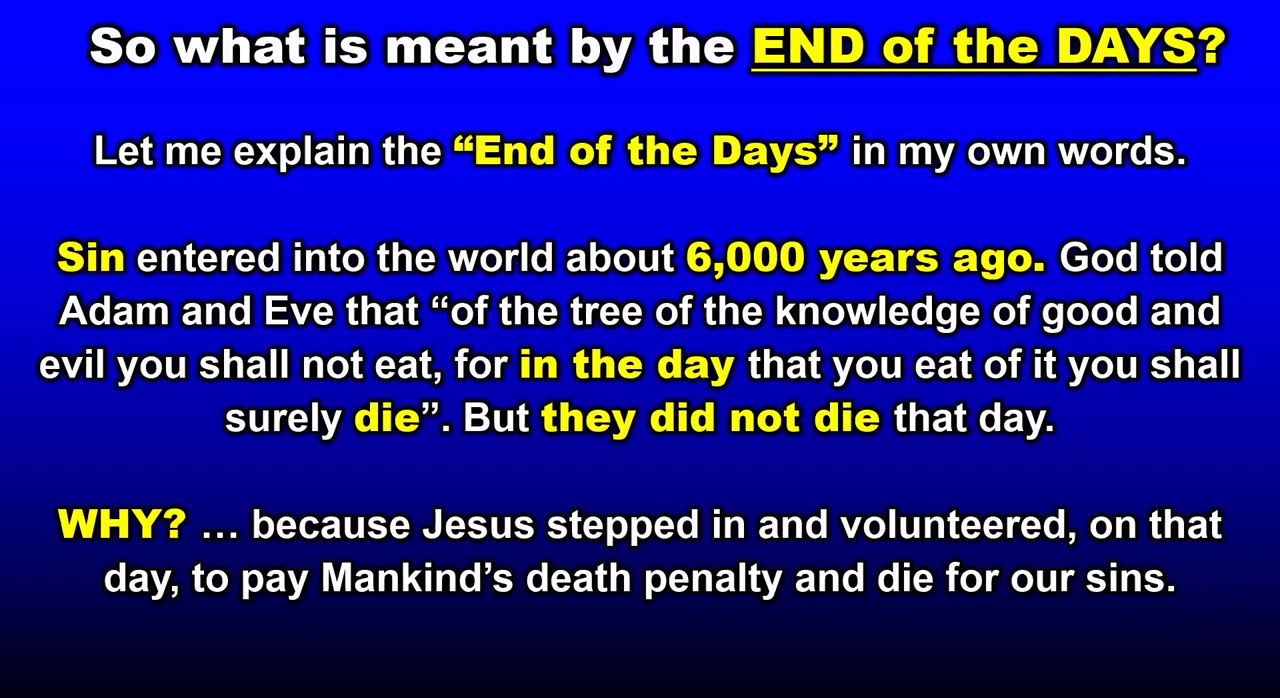 So what is meant by the END of the DAYS?
Let me explain the “End of the Days” in my own words.
Sin entered into the world about 6,000 years ago. God told
Adam and Eve that “of the tree of the knowledge of good and
evil you shall not eat, for in the day that you eat of it you shall
surely die”. But they did not die that day.
WHY? … because Jesus stepped in and volunteered, on that
day, to pay Mankind’s death penalty and die for our sins.